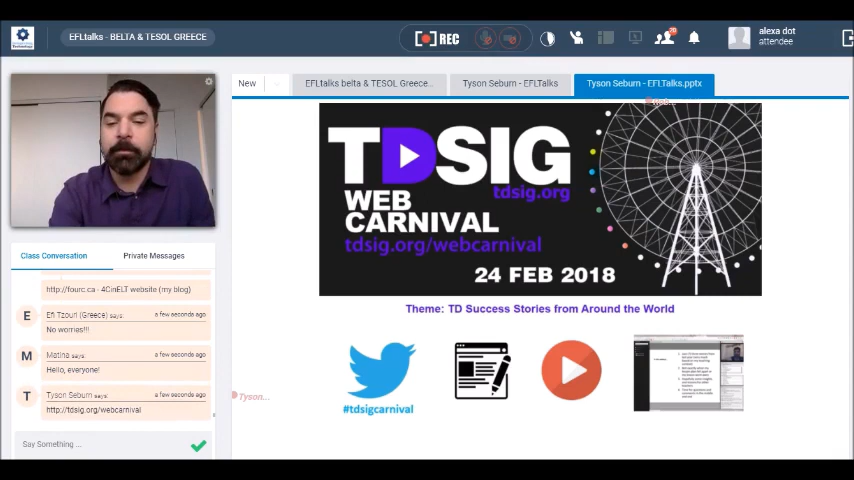 EFLtalks - BELTA & TESOL GREECE
REC
alexa dot
attendee
New
EFLtalks belta & TESOL Greece...
Tyson Seburn - EFLTalks
Tyson Seburn - EFLTalks.pptx
TDSIG
tdsig.org
WEB
CARNIVAL
tdsig.org/webcarnival
24 FEB 2018
Theme: TD Success Stories from Around the World
#tdsigcarnival
Tyson...
Class Conversation
Private Messages
http://fourc.ca - 4CinELT website (my blog)
E
Efi Tzouri (Greece) says:
a few seconds ago
No worries!!!
M
Matina says:
a few seconds ago
Hello, everyone!
T
Tyson Seburn says:
a few seconds ago
http://tdsig.org/webcarnival
Say Something ...